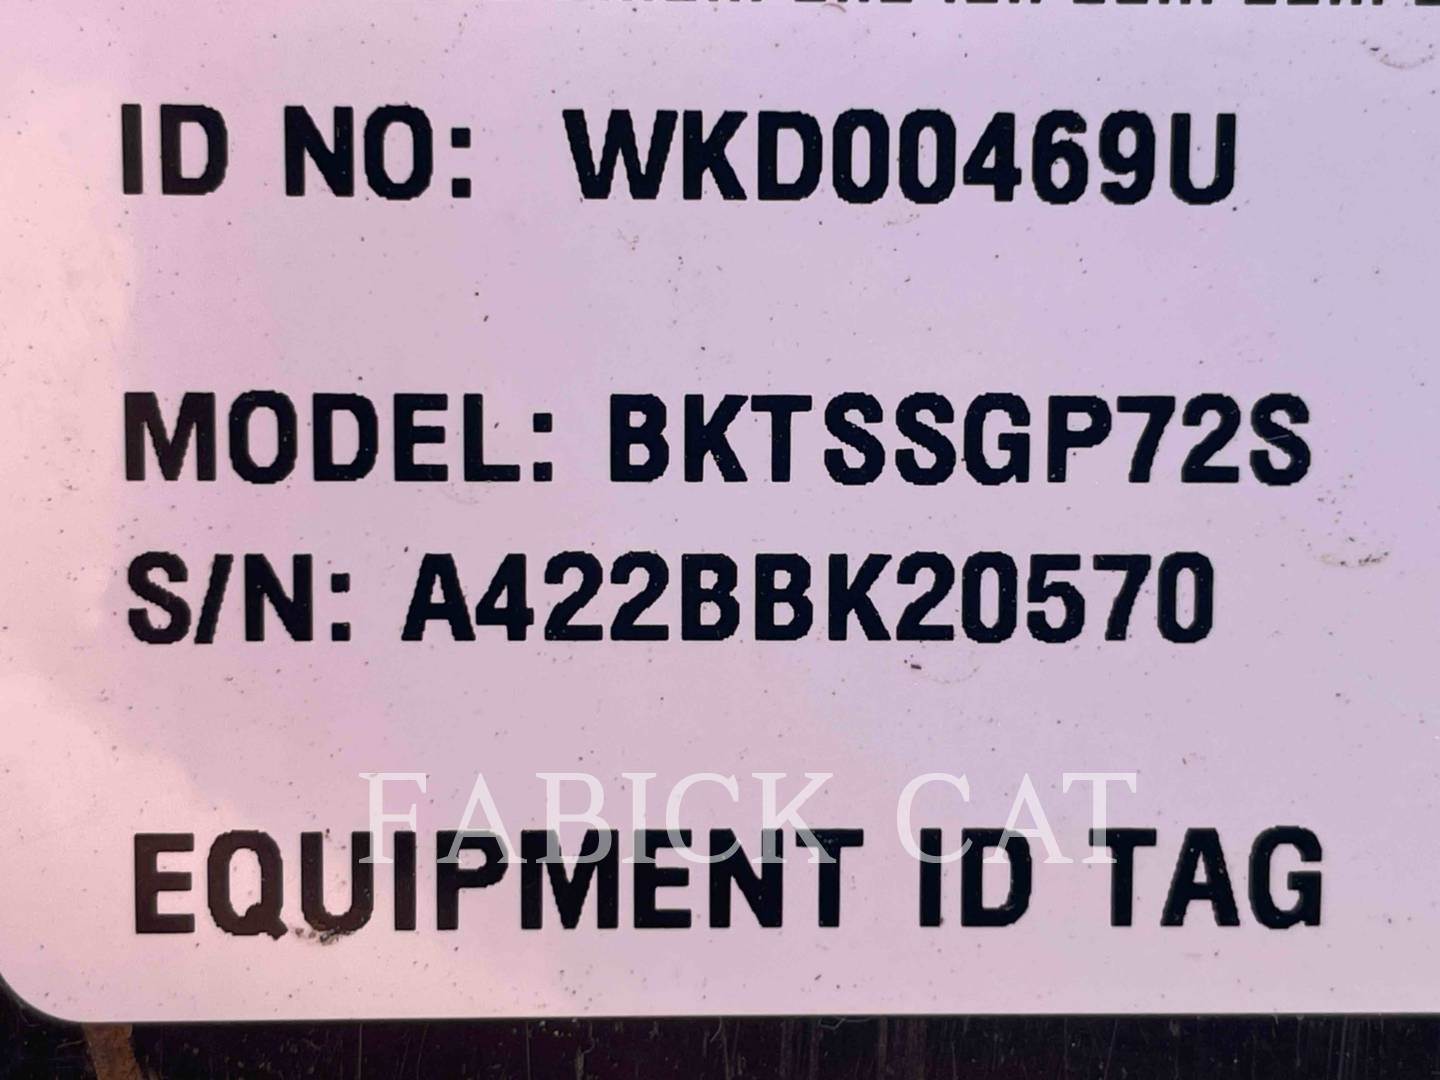 ID NO: WKD00469U
MODEL: BKTSSGP72S
S/N: A422BBK20570
FABICK CAT
EQUIPMENT ID TAG